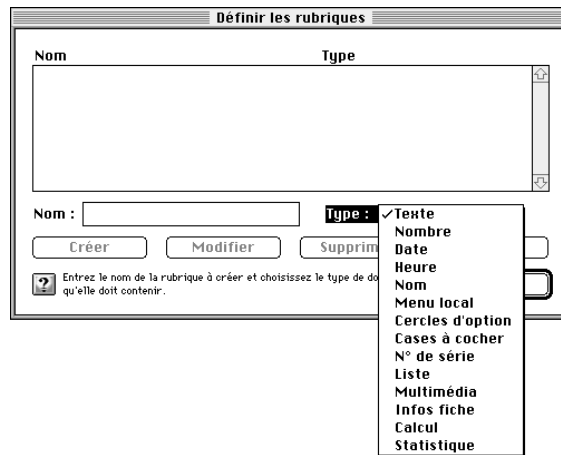 Définir les rubriques
Nom Type
Nom : Type : ✓Texte
Nombre
Date
Heure
Nom
Menu local
Cercles d'option
Cases à cocher
N° de série
Liste
Multimédia
Infos fiche
Calcul
Statistique
Créer Modifier
Entrez le nom de la rubrique à créer et choisissez le type de
qu'elle doit contenir.